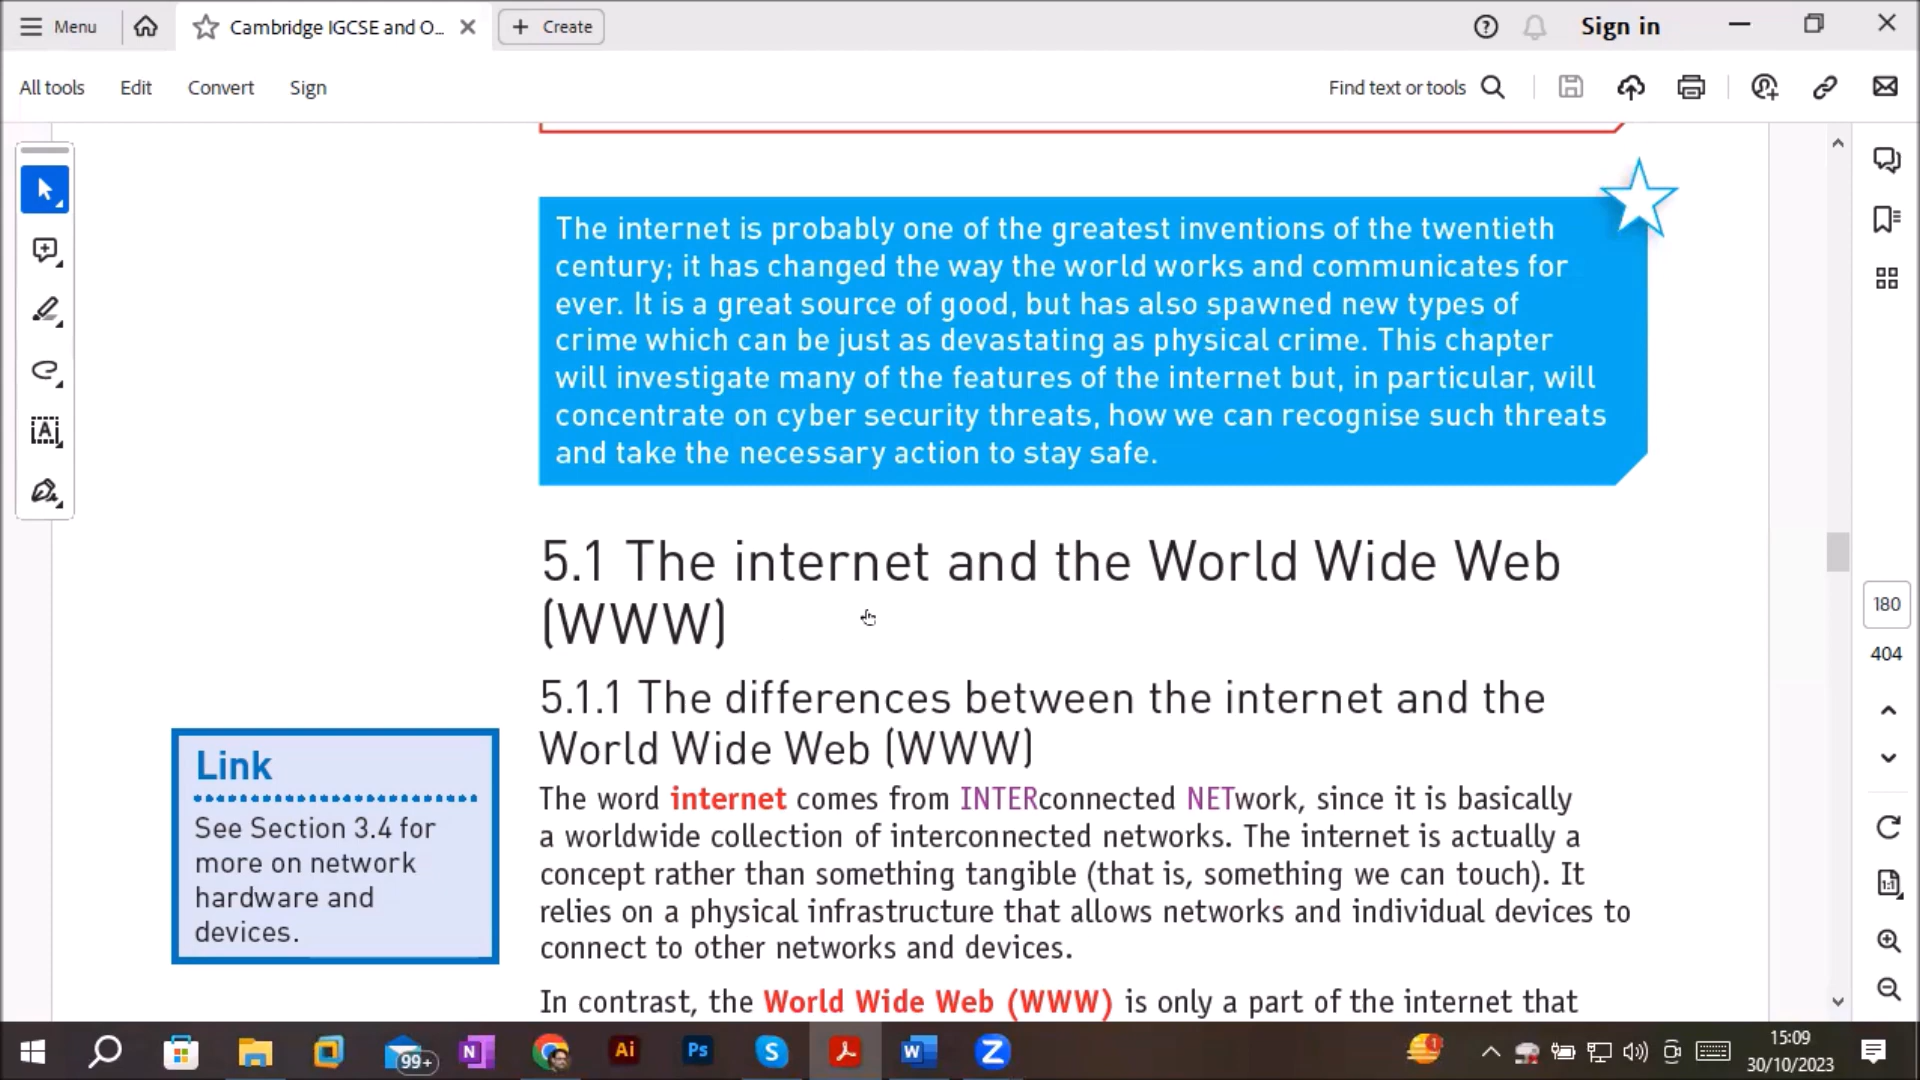 Menu
Cambridge IGCSE and O...
Create
Sign in
All tools
Edit
Convert
Sign
Find text or tools
The internet is probably one of the greatest inventions of the twentieth
century; it has changed the way the world works and communicates for
ever. It is a great source of good, but has also spawned new types of
crime which can be just as devastating as physical crime. This chapter
will investigate many of the features of the internet but, in particular, will
concentrate on cyber security threats, how we can recognise such threats
and take the necessary action to stay safe.
5.1 The internet and the World Wide Web
(WWW)
5.1.1 The differences between the internet and the
World Wide Web (WWW)
Link
See Section 3.4 for
more on network
hardware and
devices.
The word internet comes from INTERconnected NETwork, since it is basically
a worldwide collection of interconnected networks. The internet is actually a
concept rather than something tangible (that is, something we can touch). It
relies on a physical infrastructure that allows networks and individual devices to
connect to other networks and devices.
In contrast, the World Wide Web (WWW) is only a part of the internet that
180
404
1:1
99+
N
Ai
Ps
S
W
Z
1
15:09
30/10/2023